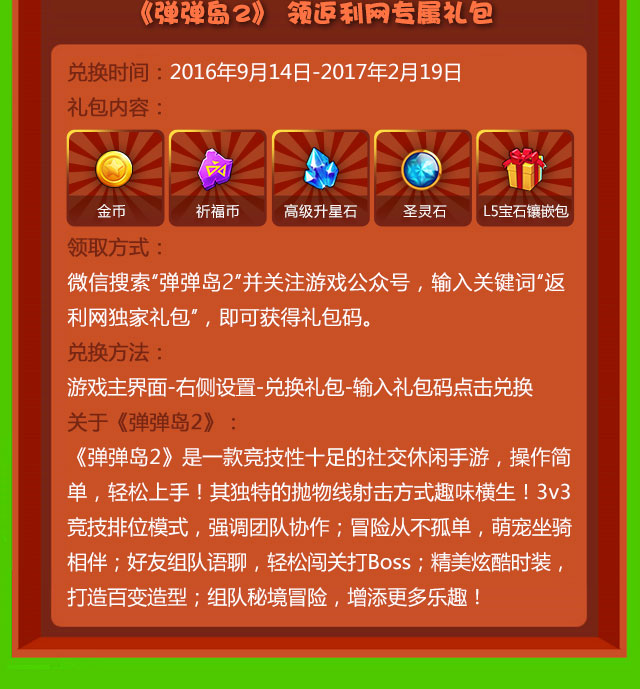 《弹弹岛2》 领返利网专属礼包
兑换时间：2016年9月14日-2017年2月19日
礼包内容：
金币 祈福币 高级升星石 圣灵石 L5宝石镶嵌包
领取方式：
微信搜索"弹弹岛2"并关注游戏公众号，输入关键词"返
利网独家礼包"，即可获得礼包码。
兑换方法：
游戏主界面-右侧设置-兑换礼包-输入礼包码点击兑换
关于《弹弹岛2》：
《弹弹岛2》是一款竞技性十足的社交休闲手游，操作简
单，轻松上手！其独特的抛物线射击方式趣味横生！3v3
竞技排位模式，强调团队协作；冒险从不孤单，萌宠坐骑
相伴；好友组队语聊，轻松闯关打Boss；精美炫酷时装，
打造百变造型；组队秘境冒险，增添更多乐趣！